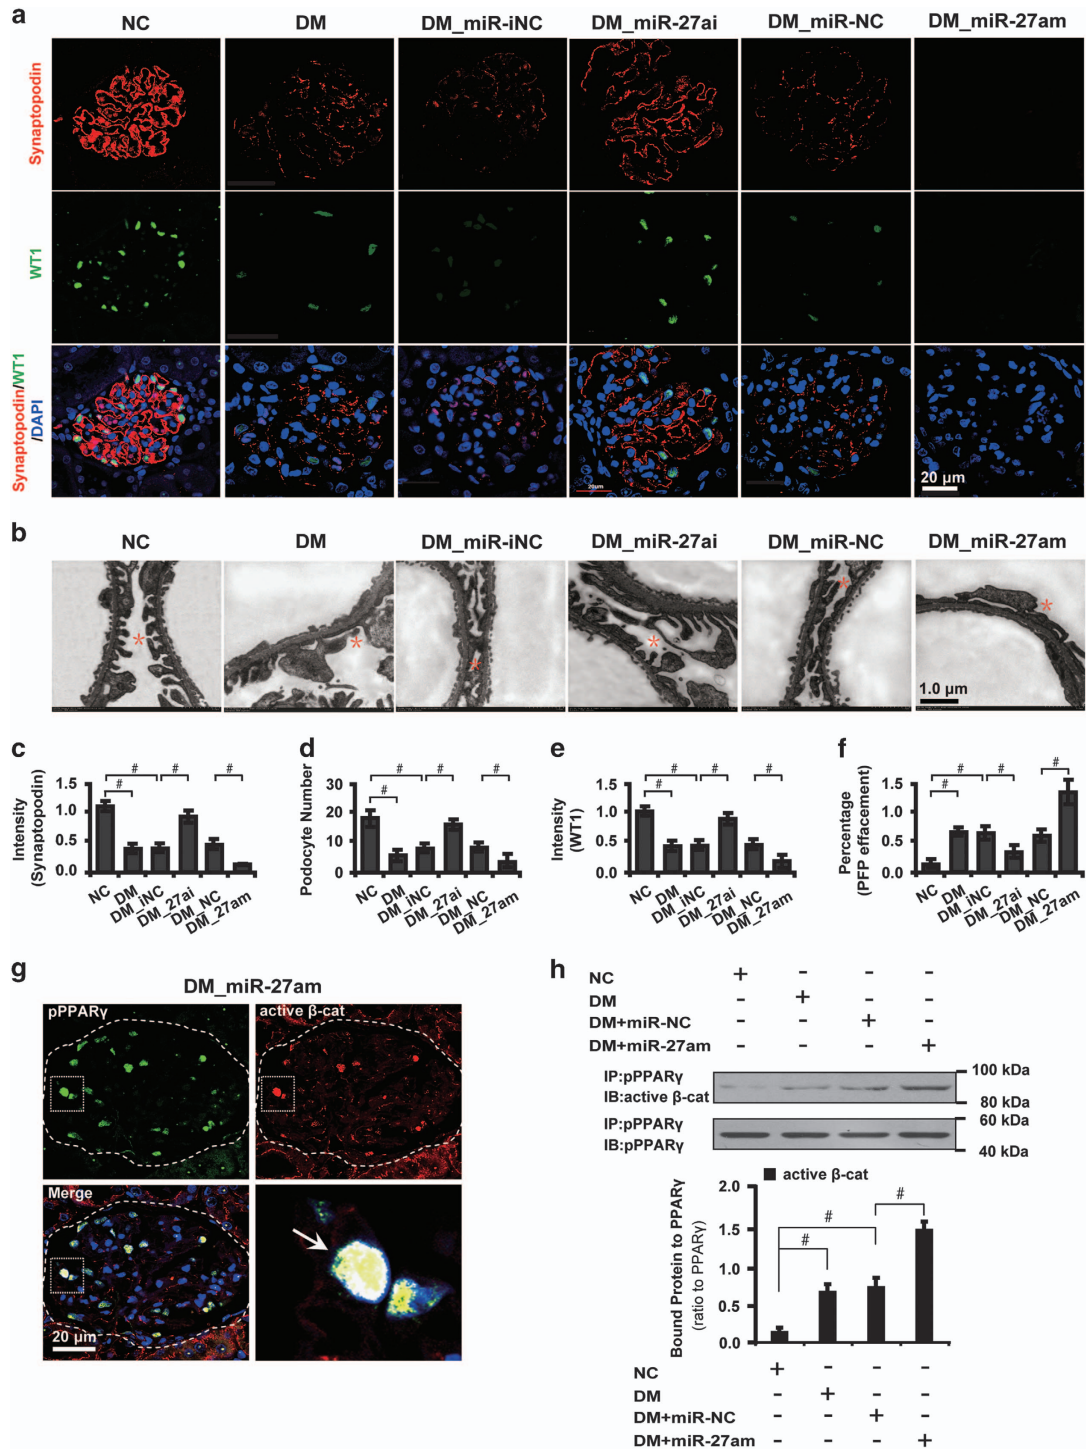 a
NC DM DM_miR-iNC DM_miR-27ai DM_miR-NC DM_miR-27am
Synaptopodin
WT1
Synaptopodin/WT1
/DAPI
20μm
20 μm
b
NC DM DM_miR-iNC DM_miR-27ai DM_miR-NC DM_miR-27am
* * * * * *
1.0 μm
c
Intensity
(Synaptopodin)
1.5
1.0
0.5
0.0
# # # #
NC DM DM_iNC DM_27ai DM_NC DM_27am
d
Podocyte Number
30
20
10
0
# # # #
NC DM DM_iNC DM_27ai DM_NC DM_27am
e
Intensity
(WT1)
1.5
1.0
0.5
0.0
# # # #
NC DM DM_iNC DM_27ai DM_NC DM_27am
f
Percentage
(PFP effacement)
1.5
1.0
0.5
0.0
# # # #
NC DM DM_iNC DM_27ai DM_NC DM_27am
g
DM_miR-27am
pPPARγ active β-cat
Merge
20 μm
h
NC + - - -
DM - + - -
DM+miR-NC - - + -
DM+miR-27am - - - +
IP:pPPARγ
IB:active β-cat
100 kDa
80 kDa
IP:pPPARγ
IB:pPPARγ
60 kDa
40 kDa
active β-cat
Bound Protein to PPARγ
(ratio to PPARγ)
2.0
1.5
1.0
0.5
0.0
# # #
NC + - - -
DM - + - -
DM+miR-NC - - + -
DM+miR-27am - - - +